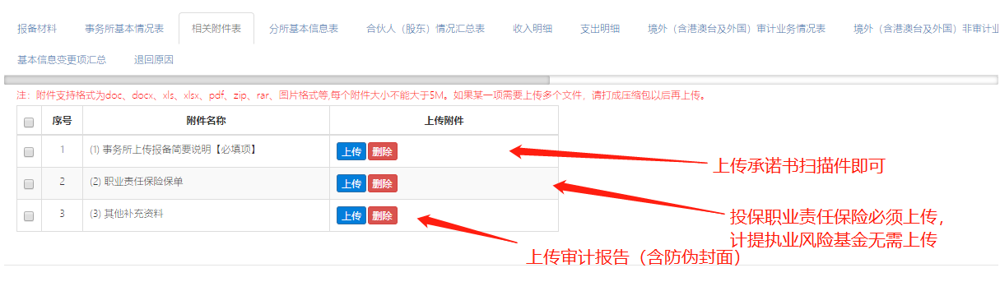 报备材料 事务所基本情况表 相关附件表 分所基本信息表 合伙人（股东）情况汇总表 收入明细 支出明细 境外（含港澳台及外国）审计业务情况表 境外（含港澳台及外国）非审计业
基本信息变更项汇总 退回原因
注：附件支持格式为doc、docx、xls、xlsx、pdf、zip、rar、图片格式等,每个附件大小不能大于5M。如果某一项需要上传多个文件，请打成压缩包以后再上传。
序号 附件名称 上传附件
1 (1) 事务所上传报备简要说明【必填项】 上传 删除
上传承诺书扫描件即可
2 (2) 职业责任保险保单 上传 删除
投保职业责任保险必须上传，
计提执业风险基金无需上传
3 (3) 其他补充资料 上传 删除
上传审计报告（含防伪封面）